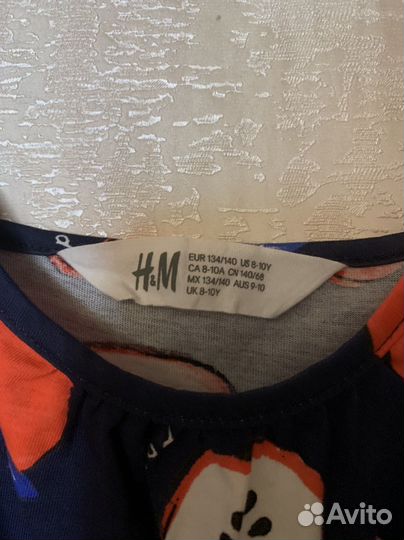 H&M
EUR 134/140 US 8-10Y
CA 8-10A CN 140/68
MX 134/140 AUS 9-10
UK 8-10Y
Avito